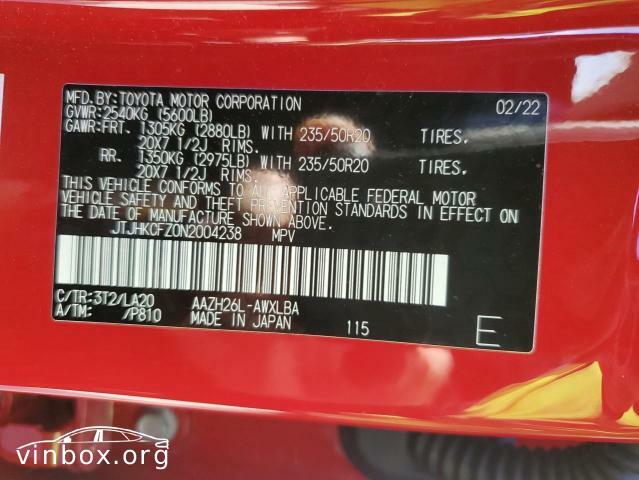 MFD.BY:TOYOTA MOTOR CORPORATION 02/22
GVWR:2540KG (5600LB)
GAWR:FRT. 1305KG (2880LB) WITH 235/50R20 TIRES.
20X7 1/2J RIMS.
RR. 1350KG (2975LB) WITH 235/50R20 TIRES.
20X7 1/2J RIMS.
THIS VEHICLE CONFORMS TO ALL APPLICABLE FEDERAL MOTOR
VEHICLE SAFETY AND THEFT PREVENTION STANDARDS IN EFFECT ON
THE DATE OF MANUFACTURE SHOWN ABOVE.
JTJHKCFZ0N2004238 MPV
C/TR:3T2/LA20 AAZH26L-AWXLBA
A/TM: /P810 MADE IN JAPAN 115 E
vinbox.org